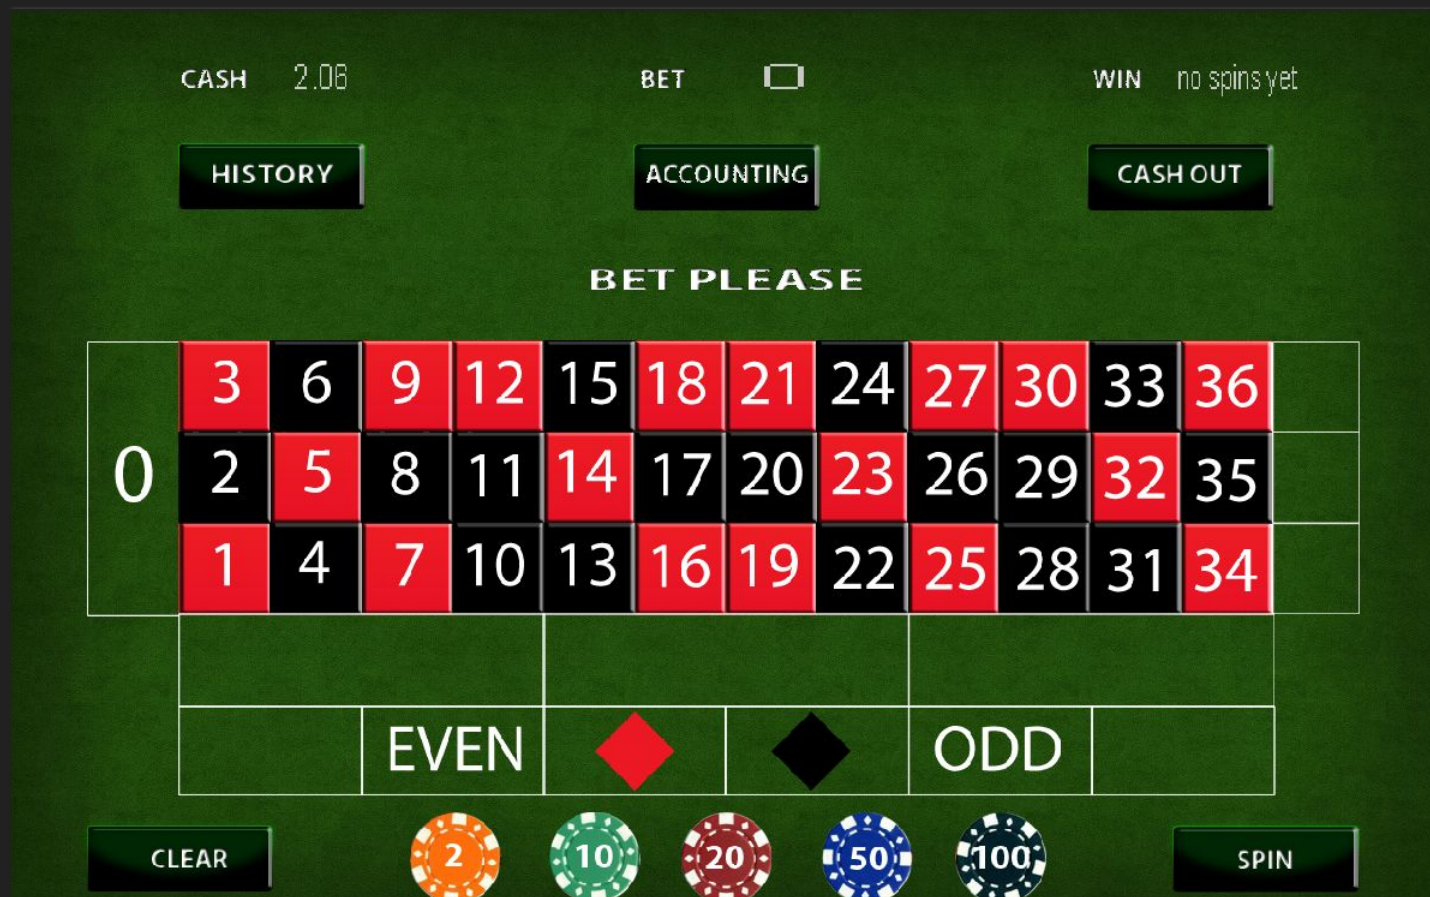 CASH 2.06 BET WIN no spins yet
HISTORY ACCOUNTING CASH OUT
BET PLEASE
3 6 9 12 15 18 21 24 27 30 33 36
0 2 5 8 11 14 17 20 23 26 29 32 35
1 4 7 10 13 16 19 22 25 28 31 34
EVEN ODD
CLEAR 2 10 20 50 100 SPIN